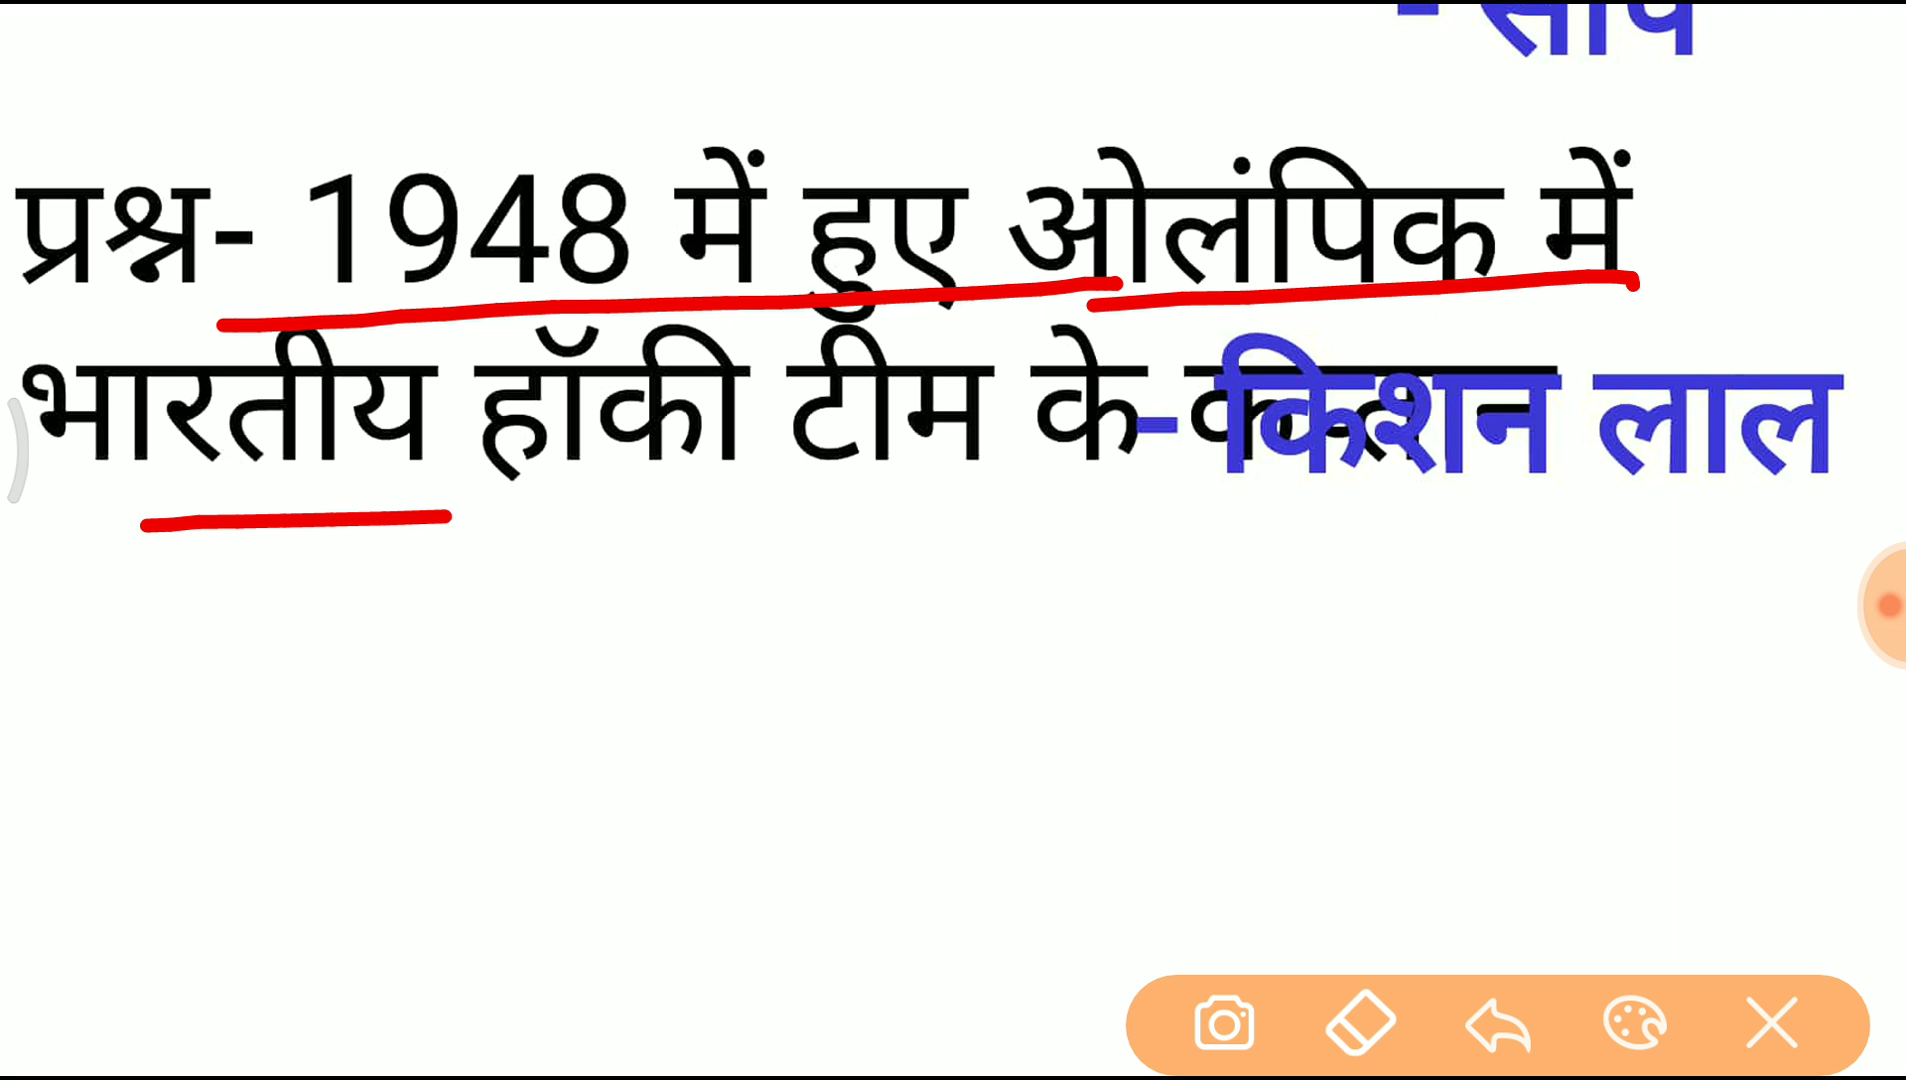 प्रश्न- 1948 में हुए ओलंपिक में
भारतीय हॉकी टीम के
- किशन लाल